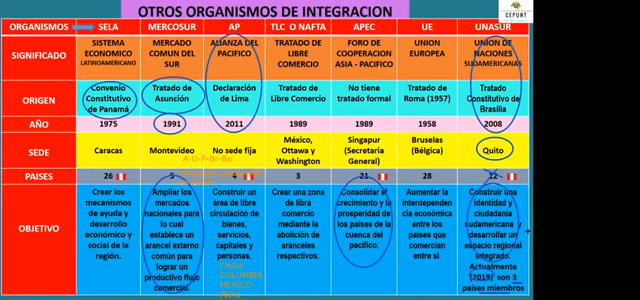 OTROS ORGANISMOS DE INTEGRACION
CEPUNT
ORGANISMOS SELA MERCOSUR AP TLC O NAFTA APEC UE UNASUR
SIGNIFICADO
SISTEMA
ECONOMICO
LATINOAMERICANO
MERCADO
COMUN DEL
SUR
ALIANZA DEL
PACIFICO
TRATADO DE
LIBRE
COMERCIO
FORO DE
COOPERACION
ASIA - PACIFICO
UNION
EUROPEA
UNION DE
NACIONES
SUDAMERICANAS
ORIGEN
Convenio
Constitutivo
de Panamá
Tratado de
Asunción
Declaración
de Lima
Tratado de
Libre Comercio
No tiene
tratado formal
Tratado de
Roma (1957)
Tratado
Constitutivo de
Brasilia
AÑO 1975 1991 2011 1989 1989 1958 2008
SEDE
Caracas
Montevideo
A-U-P-Br-Bo
No sede fija
México,
Ottawa y
Washington
Singapur
(Secretaría
General)
Bruselas
(Bélgica)
Quito
PAISES 26 5 4 3 21 28 12
OBJETIVO
Crear los
mecanismos
de ayuda y
desarrollo
económico y
social de la
región.
Ampliar los
mercados
nacionales para
lo cual
establece un
arancel externo
común para
lograr un
productivo flujo
comercial.
Construir un
área de libre
circulación de
bienes,
servicios,
capitales y
personas.
CHILE
COLOMBIA
MEXICO
PERU
Crear una zona
de libra
comercio
mediante la
abolición de
aranceles
respectivos.
Consolidar el
crecimiento y la
prosperidad de
los países de la
cuenca del
pacífico.
Aumentar la
interdependen
cia económica
entre los
países que
comercian
entre si.
Construir una
identidad y
ciudadanía
sudamericana y
desarrollar un
espacio regional
integrado.
Actualmente
(2019) son 3
países miembros